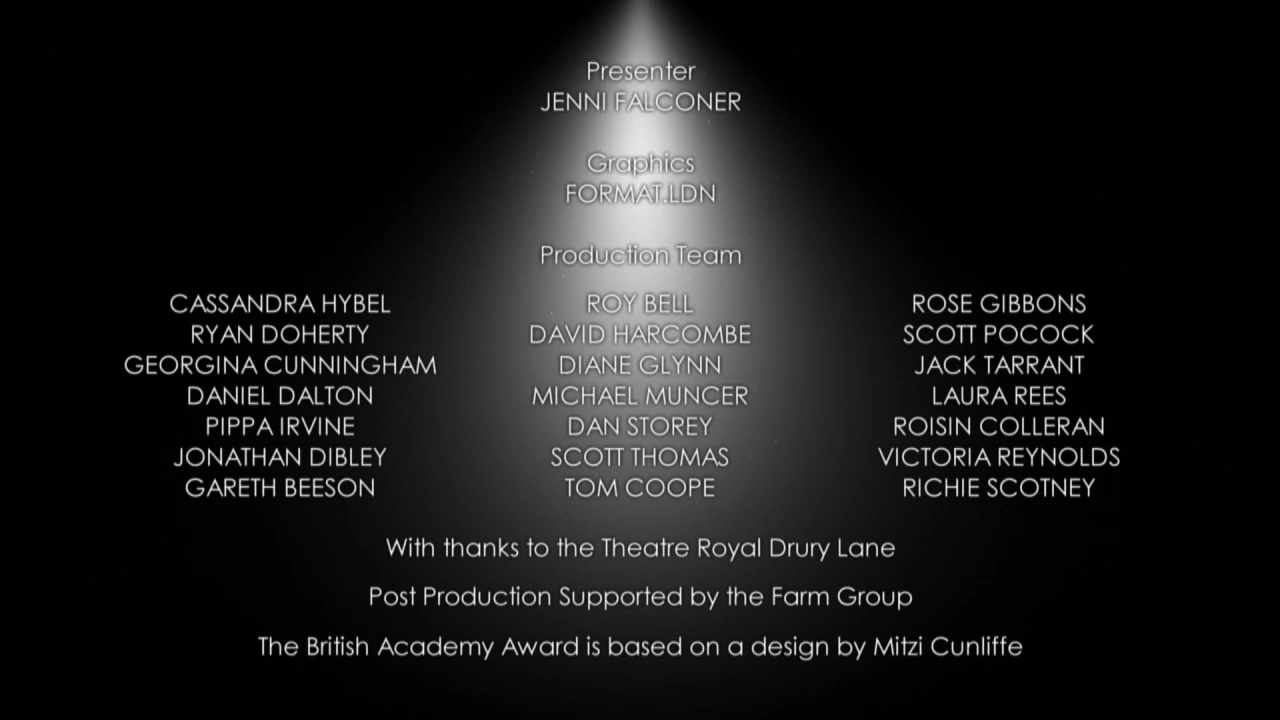 Presenter
JENNI FALCONER
Graphics
FORMAT.LDN
Production Team
CASSANDRA HYBEL
RYAN DOHERTY
GEORGINA CUNNINGHAM
DANIEL DALTON
PIPPA IRVINE
JONATHAN DIBLEY
GARETH BEESON
ROY BELL
DAVID HARCOMBE
DIANE GLYNN
MICHAEL MUNCER
DAN STOREY
SCOTT THOMAS
TOM COOPE
ROSE GIBBONS
SCOTT POCOCK
JACK TARRANT
LAURA REES
ROISIN COLLERAN
VICTORIA REYNOLDS
RICHIE SCOTNEY
With thanks to the Theatre Royal Drury Lane
Post Production Supported by the Farm Group
The British Academy Award is based on a design by Mitzi Cunliffe